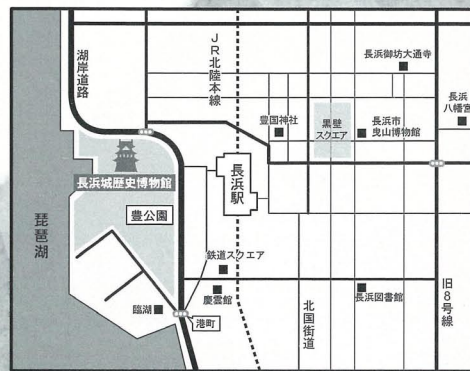 湖岸道路
JR北陸本線
長浜御坊大通寺
長浜
八幡宮
豊国神社
黒壁
スクエア
長浜市
曳山博物館
長浜城歴史博物館
長浜駅
豊公園
琵琶湖
鉄道スクエア
慶雲館
臨湖
港町
北国街道
長浜図書館
旧8号線